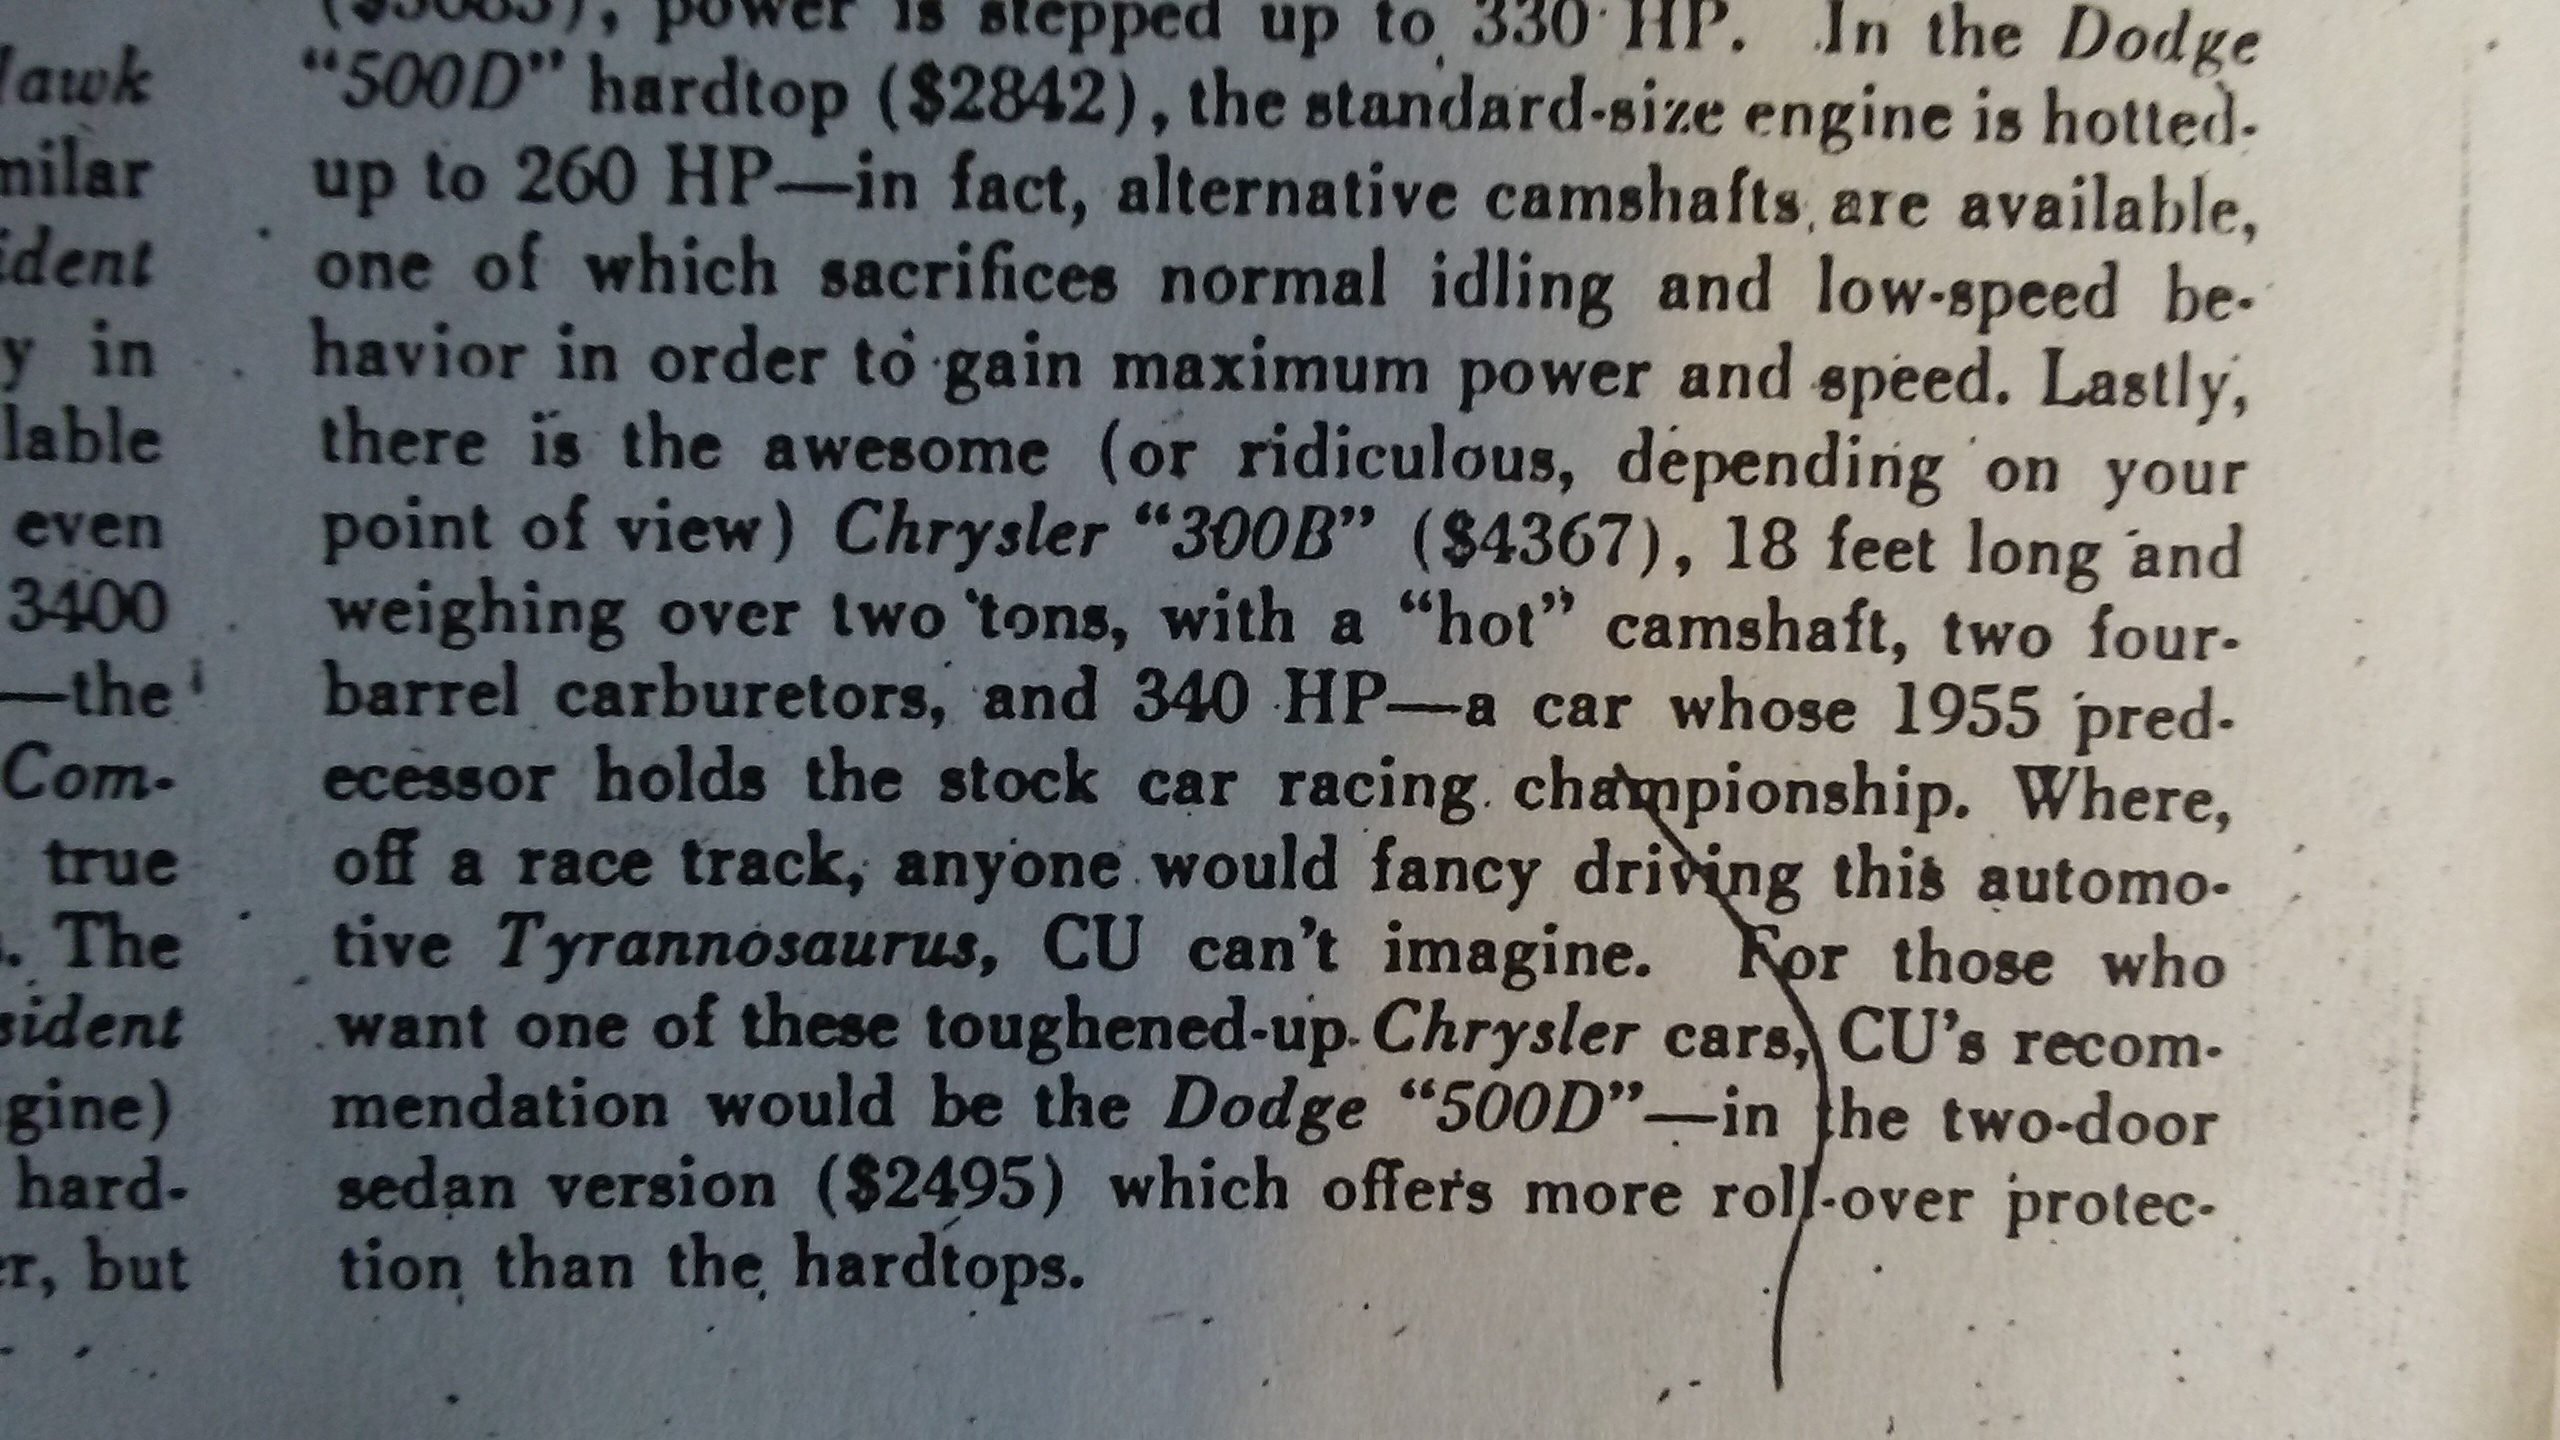 lawk
milar
ident
y in
lable
even
3400
—the
Com-
true
. The
sident
gine)
hard-
r, but
($3083), power is stepped up to 330 HP. In the Dodge
“500D” hardtop ($2842), the standard-size engine is hotted-
up to 260 HP—in fact, alternative camshafts are available,
one of which sacrifices normal idling and low-speed be-
havior in order to gain maximum power and speed. Lastly,
there is the awesome (or ridiculous, depending on your
point of view) Chrysler “300B” ($4367), 18 feet long and
weighing over two tons, with a “hot” camshaft, two four-
barrel carburetors, and 340 HP—a car whose 1955 pred-
ecessor holds the stock car racing championship. Where,
off a race track, anyone would fancy driving this automo-
tive Tyrannosaurus, CU can’t imagine. For those who
want one of these toughened-up Chrysler cars, CU’s recom-
mendation would be the Dodge “500D”—in the two-door
sedan version ($2495) which offers more roll-over protec-
tion than the hardtops.